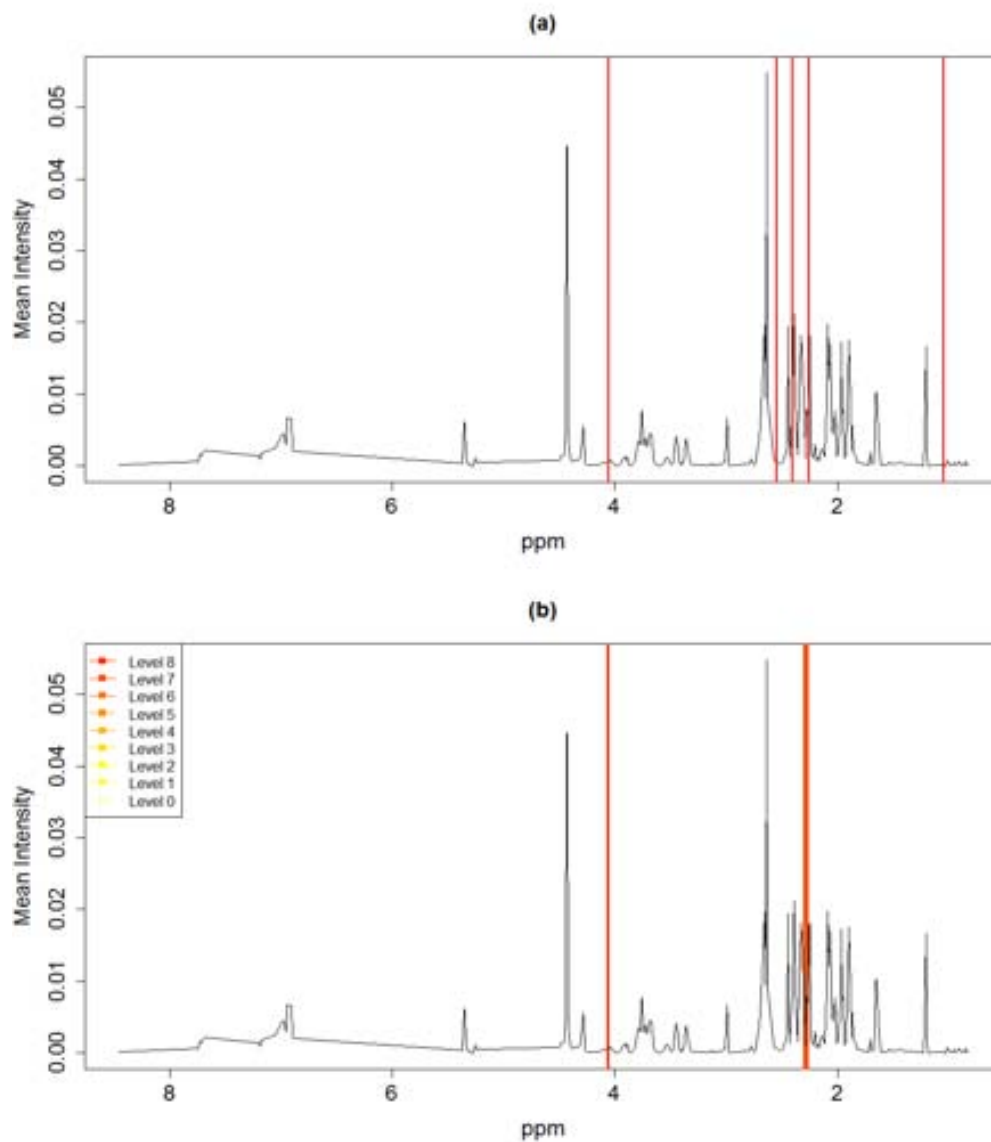 (a)
Mean Intensity
0.05
0.04
0.03
0.02
0.01
0.00
8 6 4 2
ppm
(b)
Level 8
Level 7
Level 6
Level 5
Level 4
Level 3
Level 2
Level 1
Level 0
Mean Intensity
0.05
0.04
0.03
0.02
0.01
0.00
8 6 4 2
ppm